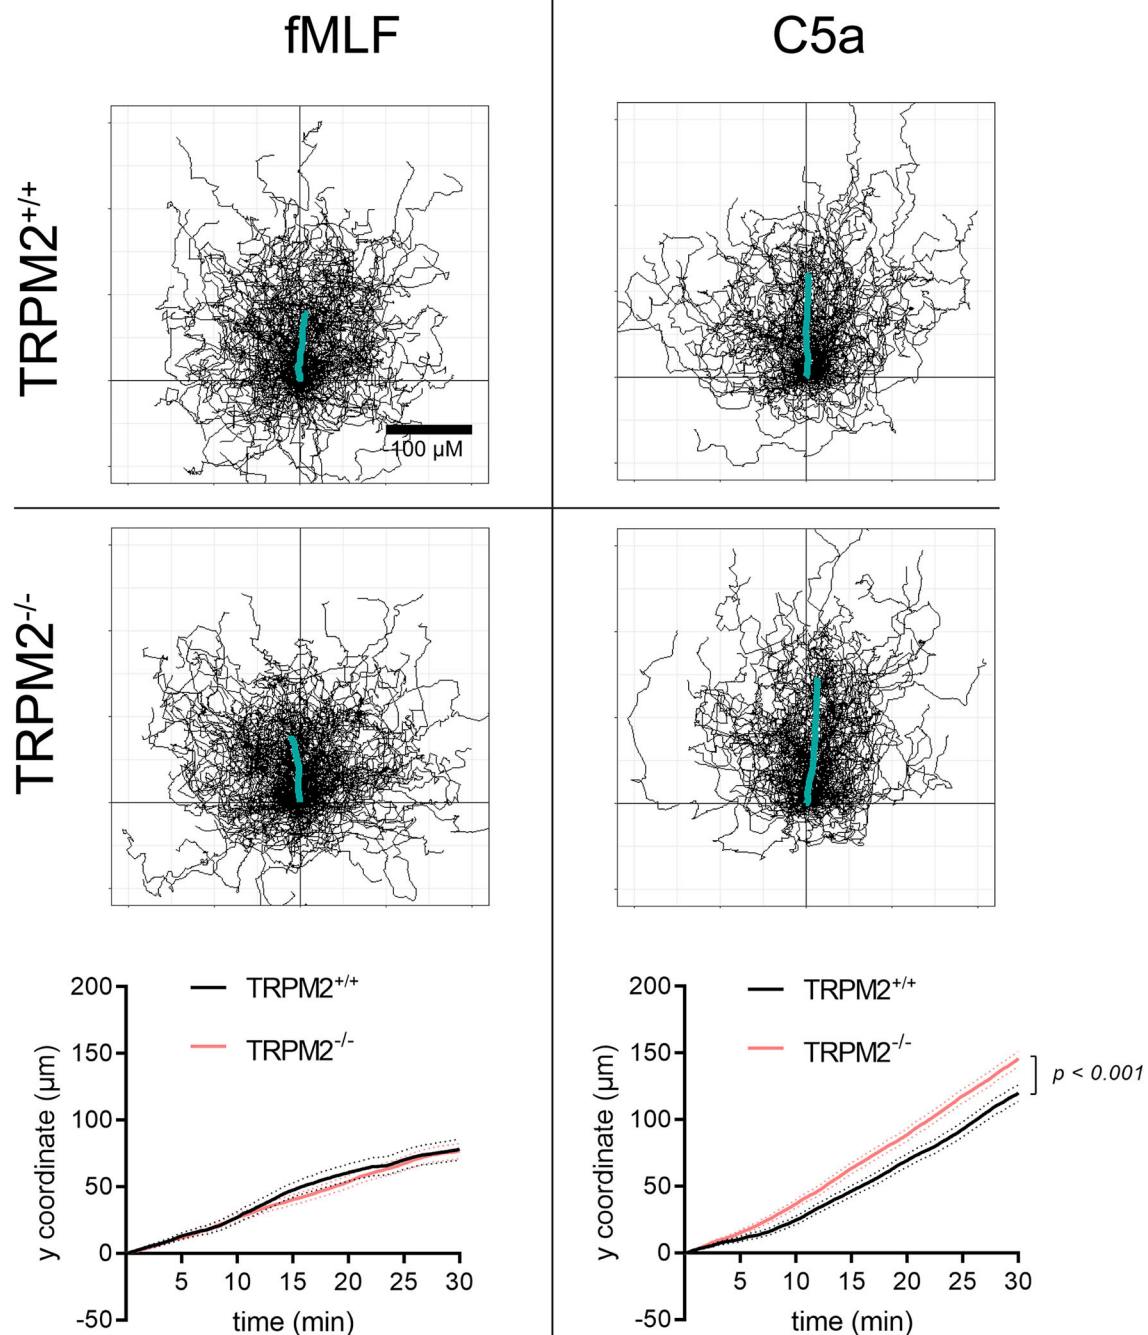 fMLF
C5a
TRPM2+/+
100 µM
TRPM2-/-
200
150
100
50
0
-50
y coordinate (µm)
TRPM2+/+
TRPM2-/-
5 10 15 20 25 30
time (min)
200
150
100
50
0
-50
y coordinate (µm)
TRPM2+/+
TRPM2-/-
p < 0.001
5 10 15 20 25 30
time (min)